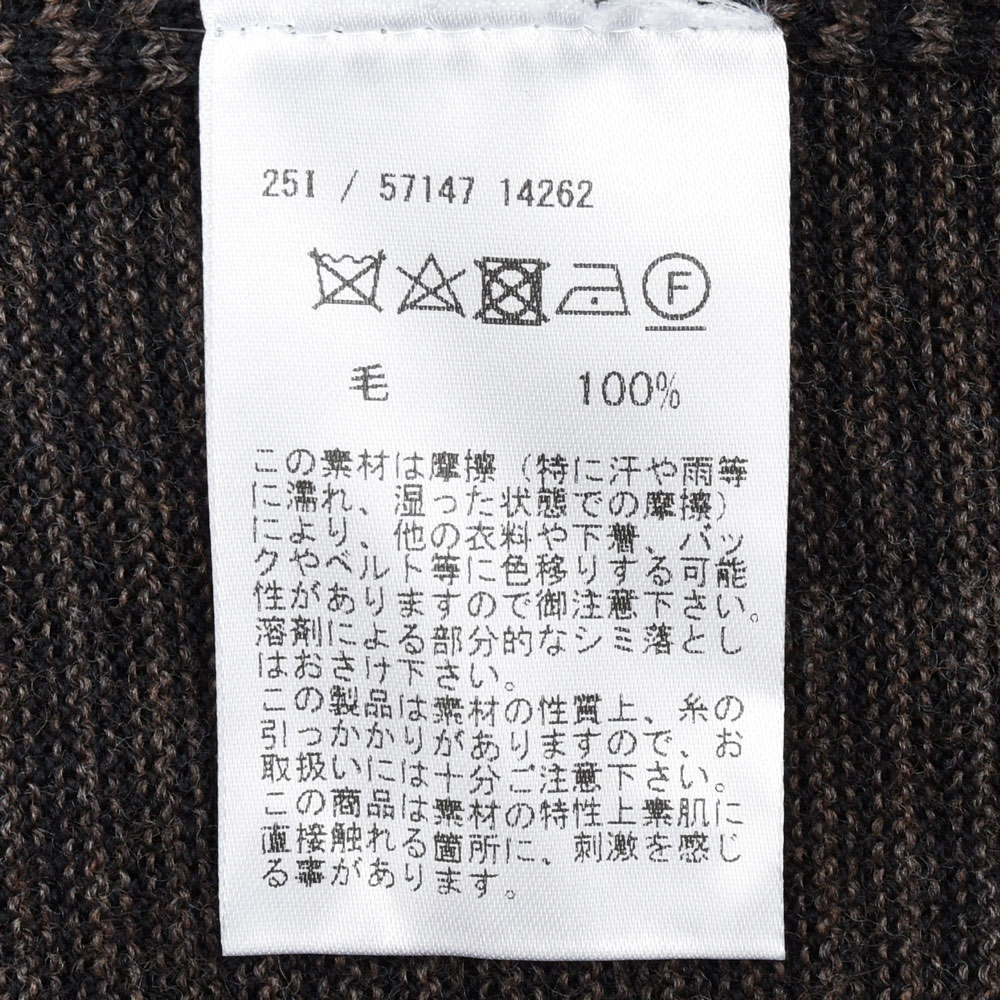 251 / 57147 14262
F
毛 100%
この素材は摩擦(特に汗や雨等
に濡れ、湿った状態での摩擦)
により、他の衣料や下着、バッ
クやベルト等に色移りする可能
性があります。の で御注意下さい。
溶剤による部分的なシミ落とし
はおさけ下さい。
この製品は素材の性質上、糸の
引っかかりがあります。で、お
取扱いには十分ご注意下さい。
この商品は素材の特性上素肌に
直接触れる箇所に、刺激を感じ
る事があります。